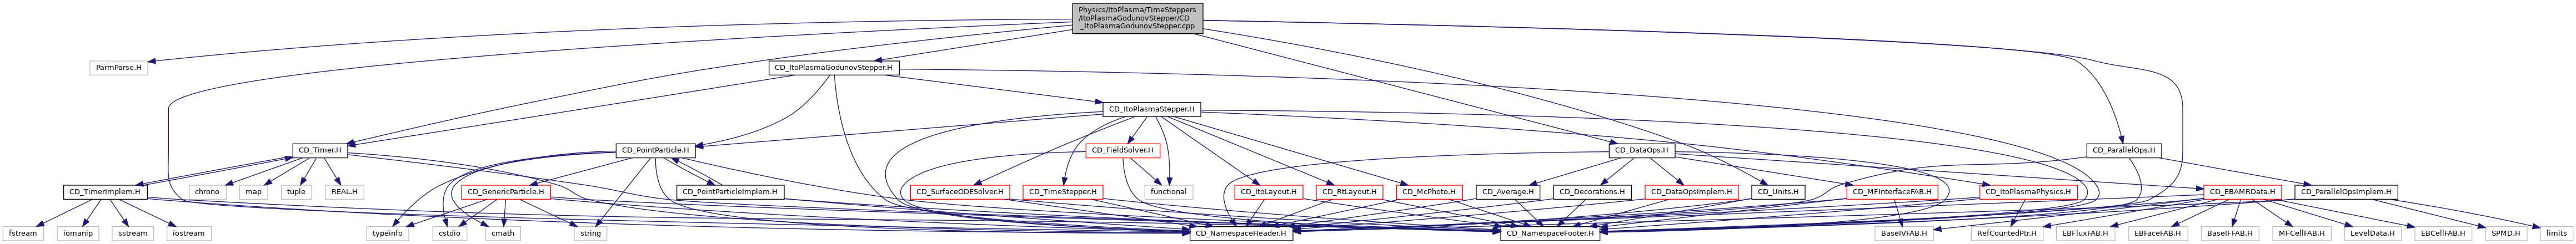 Physics/ItoPlasma/TimeSteppers
/ItoPlasmaGodunovStepper/CD
_ItoPlasmaGodunovStepper.cpp
ParmParse.H
CD_ItoPlasmaGodunovStepper.H
CD_ItoPlasmaStepper.H
CD_Timer.H
CD_PointParticle.H
CD_FieldSolver.H
CD_DataOps.H
CD_ParallelOps.H
CD_TimerImplem.H
chrono
map
tuple
REAL.H
CD_GenericParticle.H
CD_PointParticleImplem.H
CD_SurfaceODESolver.H
CD_TimeStepper.H
functional
CD_ItoLayout.H
CD_RtLayout.H
CD_McPhoto.H
CD_Average.H
CD_Decorations.H
CD_DataOpsImplem.H
CD_Units.H
CD_MFInterfaceFAB.H
CD_ItoPlasmaPhysics.H
CD_EBAMRData.H
CD_ParallelOpsImplem.H
fstream
iomanip
sstream
iostream
typeinfo
cstdio
cmath
string
CD_NamespaceHeader.H
CD_NamespaceFooter.H
BaseIVFAB.H
RefCountedPtr.H
EBFluxFAB.H
EBFaceFAB.H
BaseIFFAB.H
MFCellFAB.H
LevelData.H
EBCellFAB.H
SPMD.H
limits